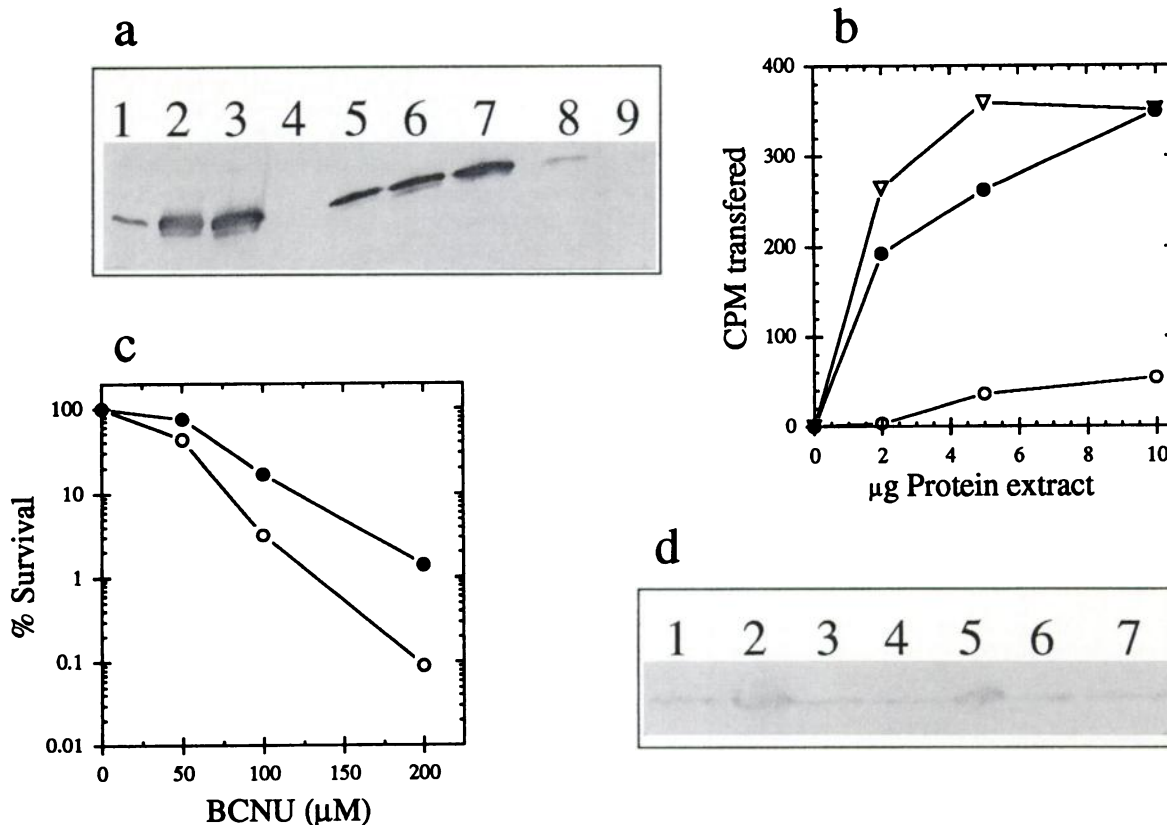 a
1 2 3 4 5 6 7 8 9
b
400
300
200
100
0
CPM transfered
0 2 4 6 8 10
µg Protein extract
c
100
10
1
0.1
0.01
% Survival
0 50 100 150 200
BCNU (µM)
d
1 2 3 4 5 6 7